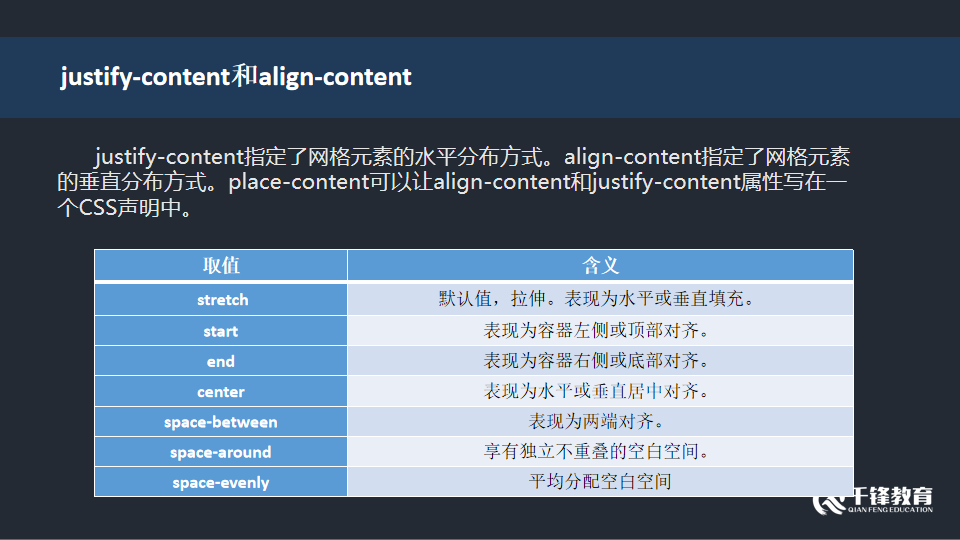 justify-content和align-content
justify-content指定了网格元素的水平分布方式。align-content指定了网格元素
的垂直分布方式。place-content可以让align-content和justify-content属性写在一
个CSS声明中。
取值 含义
stretch 默认值，拉伸。表现为水平或垂直填充。
start 表现为容器左侧或顶部对齐。
end 表现为容器右侧或底部对齐。
center 表现为水平或垂直居中对齐。
space-between 表现为两端对齐。
space-around 享有独立不重叠的空白空间。
space-evenly 平均分配空白空间
千锋教育
QIAN FENG EDUCATION